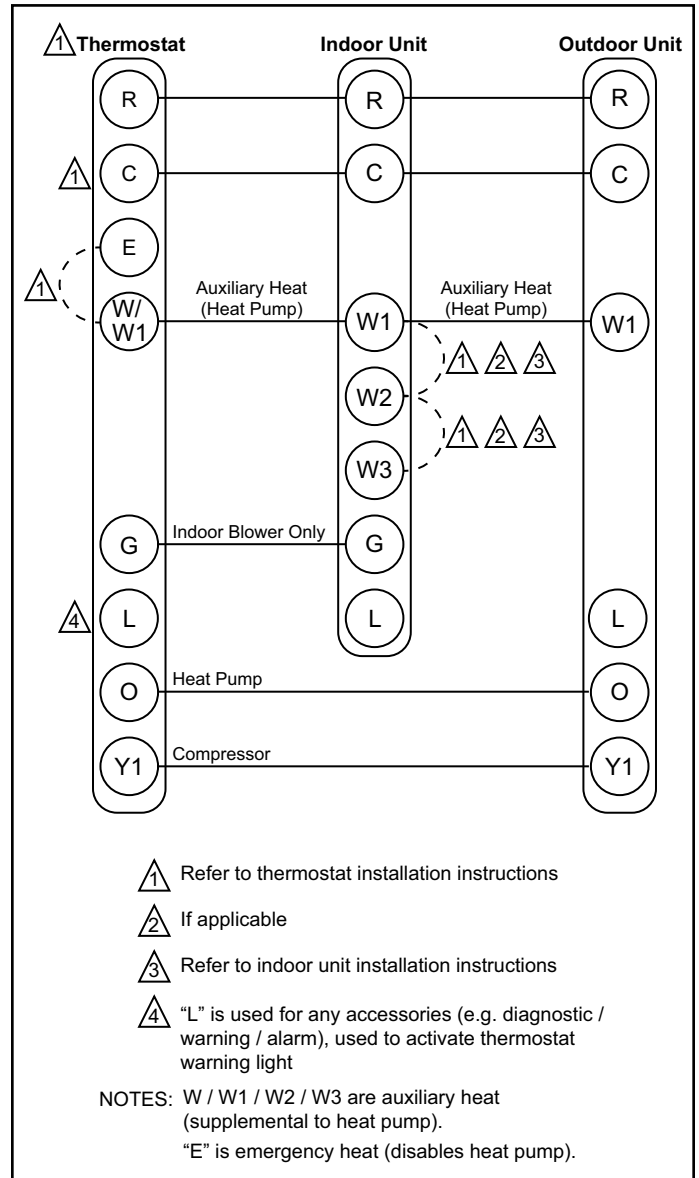 1 Thermostat Indoor Unit Outdoor Unit
R R R
1 C C C
E
1
Auxiliary Heat Auxiliary Heat
(Heat Pump) (Heat Pump)
W/
W1 W1 W1
1 2 3
W2
1 2 3
W3
G Indoor Blower Only G
4 L L L
O Heat Pump O
Y1 Compressor Y1
1 Refer to thermostat installation instructions
2 If applicable
3 Refer to indoor unit installation instructions
4 “L” is used for any accessories (e.g. diagnostic /
warning / alarm), used to activate thermostat
warning light
NOTES: W / W1 / W2 / W3 are auxiliary heat
(supplemental to heat pump).
“E” is emergency heat (disables heat pump).